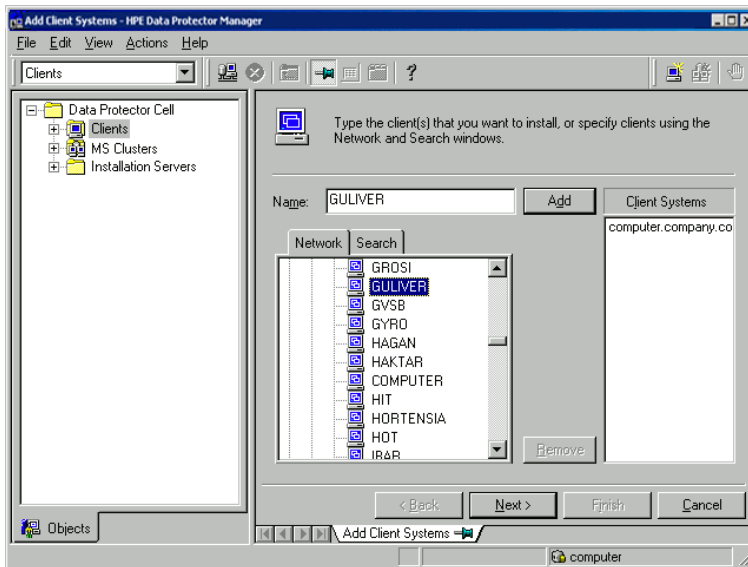 Add Client Systems - HPE Data Protector Manager
File Edit View Actions Help
Clients
Data Protector Cell
Clients
MS Clusters
Installation Servers
Objects
Type the client(s) that you want to install, or specify clients using the
Network and Search windows.
Name: GULIVER Add
Client Systems
computer.company.co
Network Search
GROSI
GULIVER
GVSB
GYRO
HAGAN
HAKTAR
COMPUTER
HIT
HORTENSIA
HOT
IBAR
Remove
< Back Next > Finish Cancel
Add Client Systems
computer